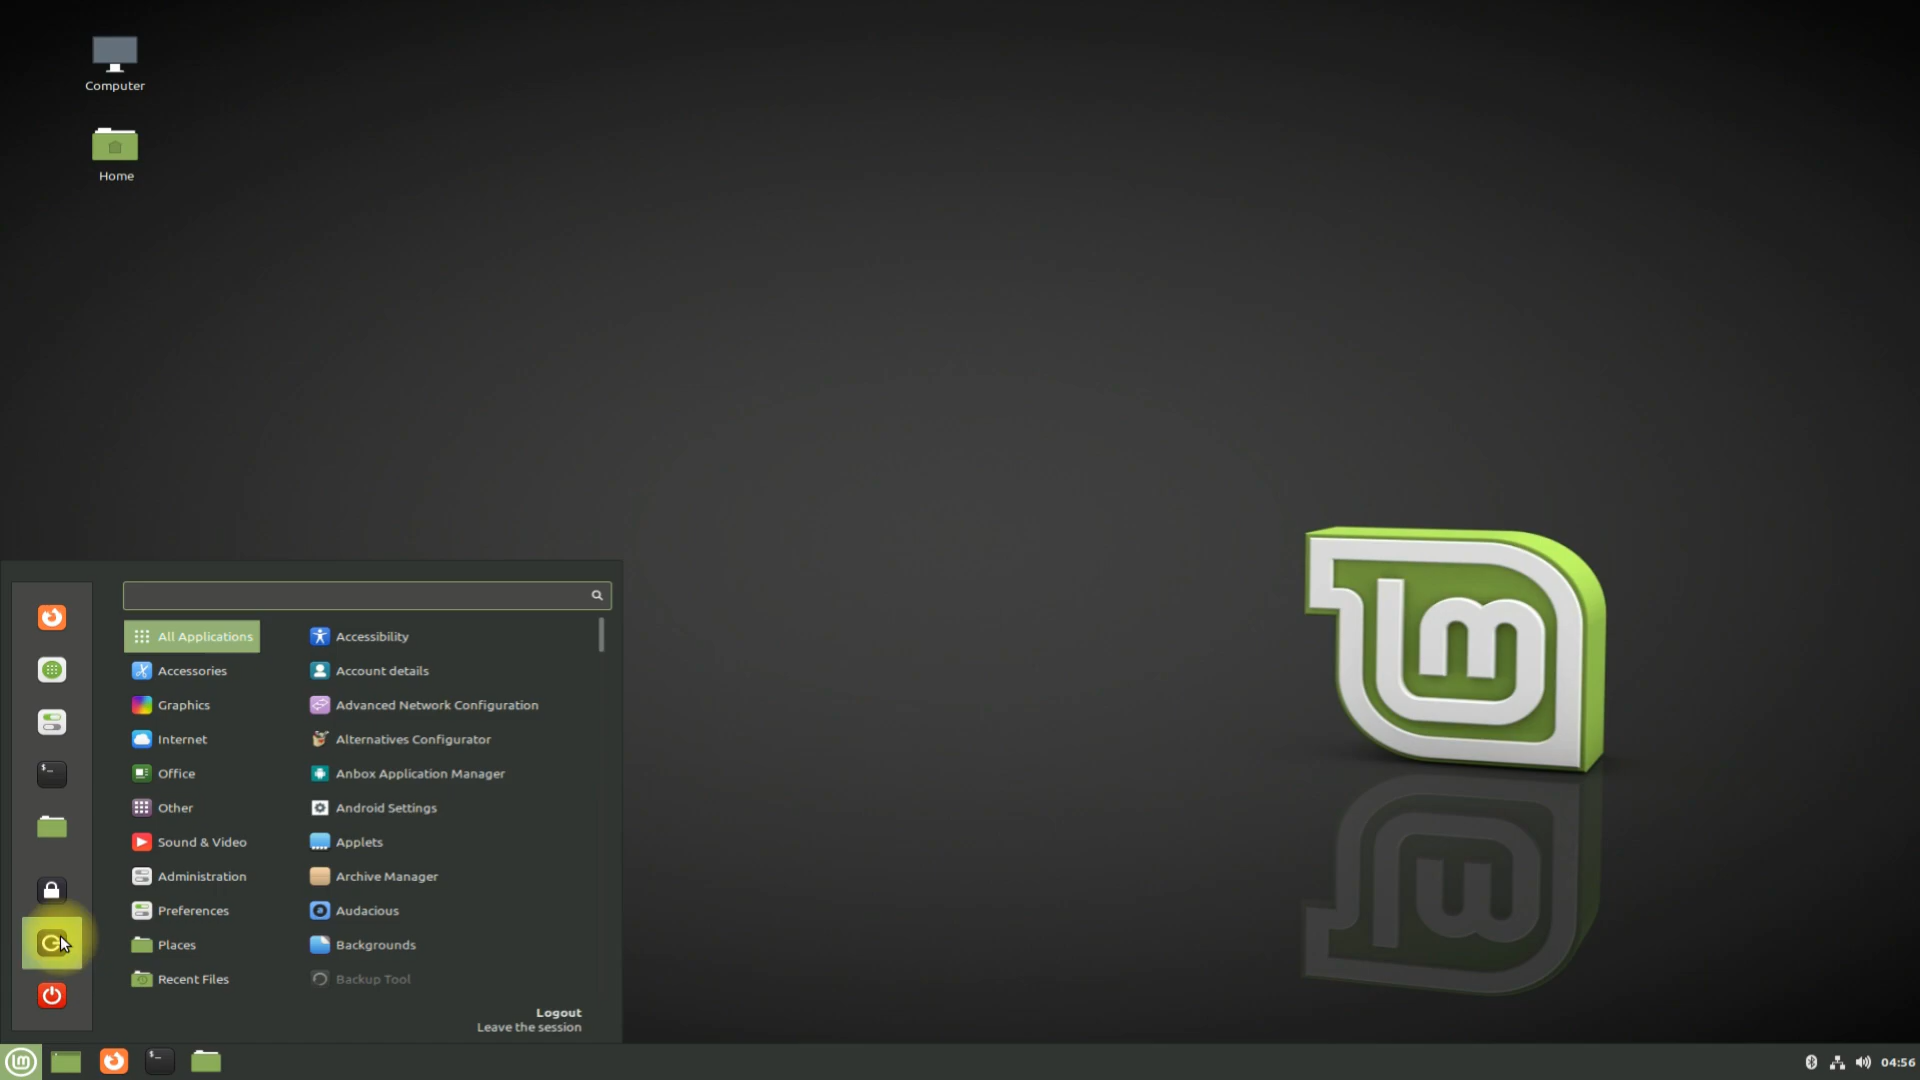 Computer
Home
All Applications
Accessories
Graphics
Internet
Office
Other
Sound & Video
Administration
Preferences
Places
Recent Files
Accessibility
Account details
Advanced Network Configuration
Alternatives Configurator
Anbox Application Manager
Android Settings
Applets
Archive Manager
Audacious
Backgrounds
Backup Tool
Logout
Leave the session
lm
04:56